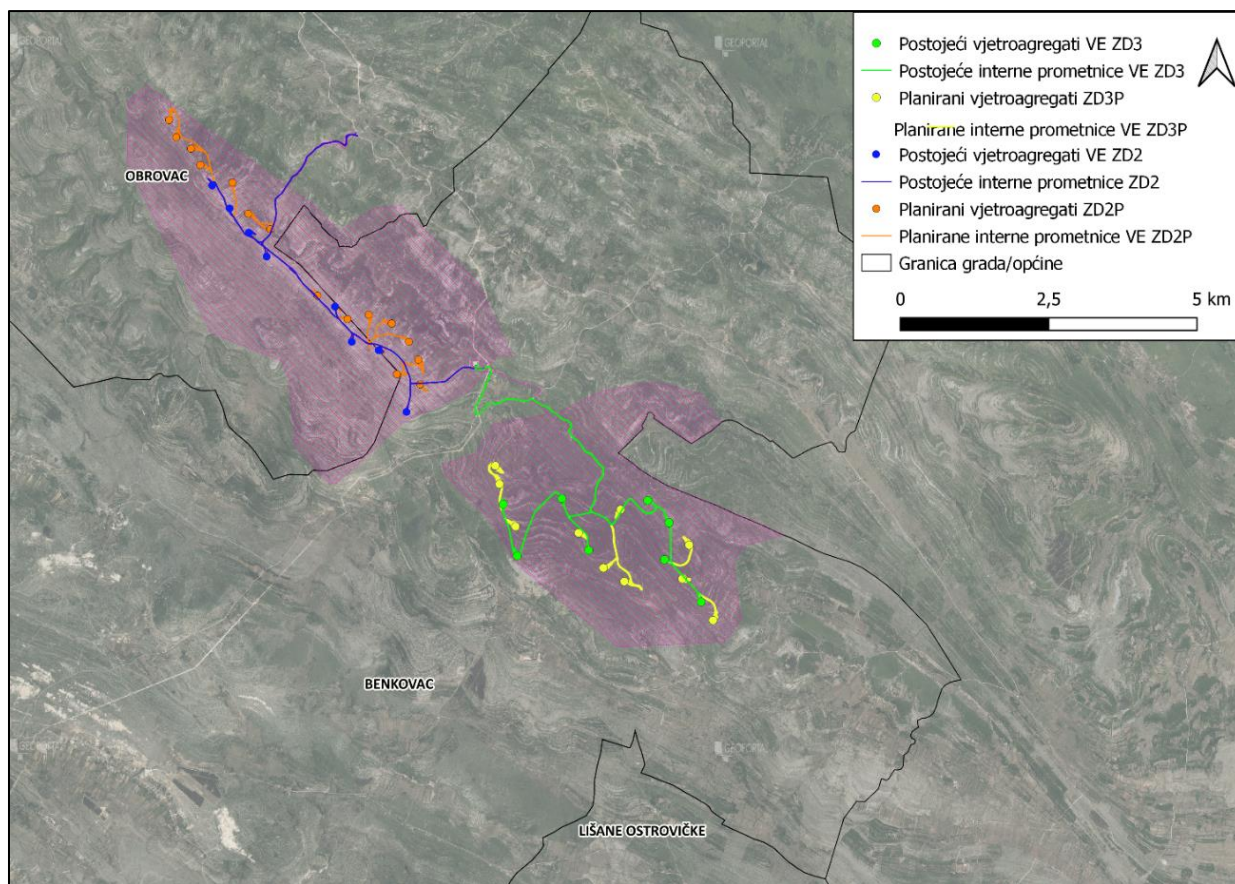 GEOPORTAL
GEOPORTAL
Postojeći vjetroagregati VE ZD3
Postojeće interne prometnice VE ZD3
Planirani vjetroagregati ZD3P
Planirane interne prometnice VE ZD3P
Postojeći vjetroagregati VE ZD2
Postojeće interne prometnice ZD2
Planirani vjetroagregati ZD2P
Planirane interne prometnice VE ZD2P
Granica grada/općine
0 2,5 5 km
OBROVAC
BENKOVAC
GEOPORTAL
GEOPORTAL
LIŠANE OSTROVIČKE